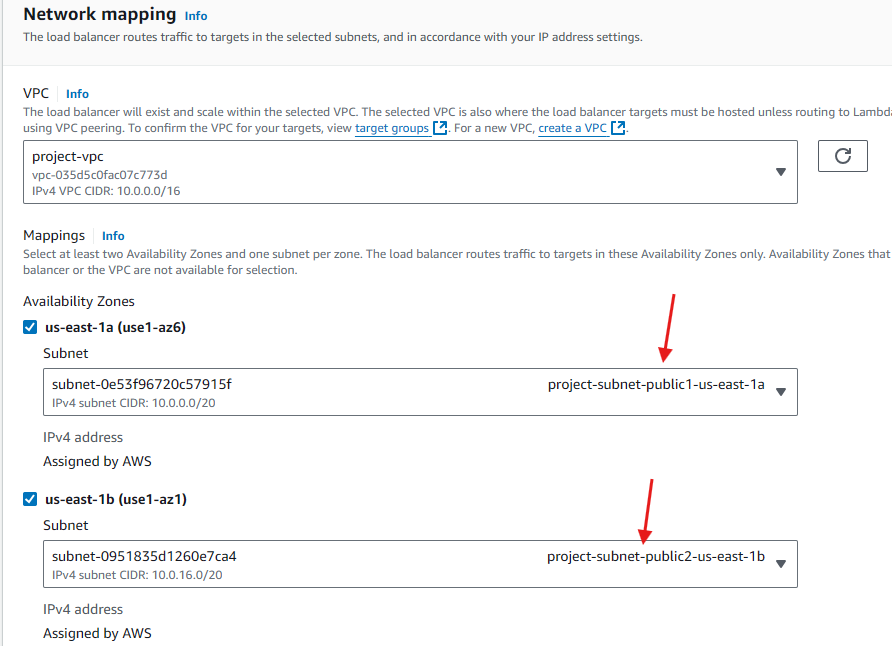 Network mapping Info
The load balancer routes traffic to targets in the selected subnets, and in accordance with your IP address settings.
VPC Info
The load balancer will exist and scale within the selected VPC. The selected VPC is also where the load balancer targets must be hosted unless routing to Lambda
using VPC peering. To confirm the VPC for your targets, view target groups. For a new VPC, create a VPC.
project-vpc
vpc-035d5c0fac07c773d
IPv4 VPC CIDR: 10.0.0.0/16
Mappings Info
Select at least two Availability Zones and one subnet per zone. The load balancer routes traffic to targets in these Availability Zones only. Availability Zones that
balancer or the VPC are not available for selection.
Availability Zones
us-east-1a (use1-az6)
Subnet
subnet-0e53f96720c57915f project-subnet-public1-us-east-1a
IPv4 subnet CIDR: 10.0.0.0/20
IPv4 address
Assigned by AWS
us-east-1b (use1-az1)
Subnet
subnet-0951835d1260e7ca4 project-subnet-public2-us-east-1b
IPv4 subnet CIDR: 10.0.16.0/20
IPv4 address
Assigned by AWS